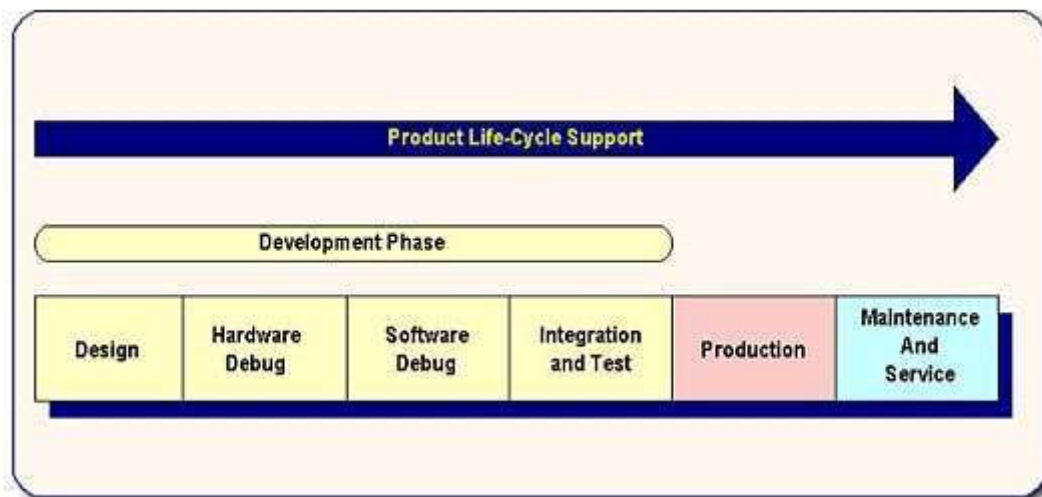 Product Life-Cycle Support
Development Phase
Design
Hardware
Debug
Software
Debug
Integration
and Test
Production
Maintenance
And
Service